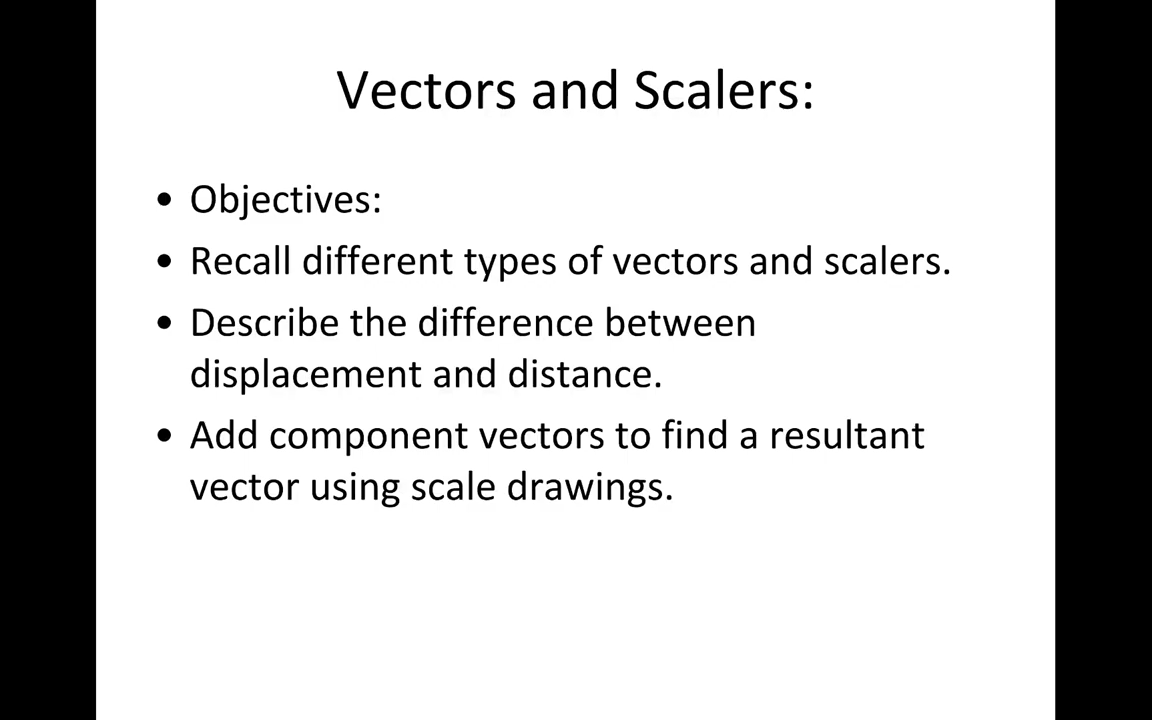 Vectors and Scalers:
• Objectives:
• Recall different types of vectors and scalers.
• Describe the difference between
displacement and distance.
• Add component vectors to find a resultant
vector using scale drawings.